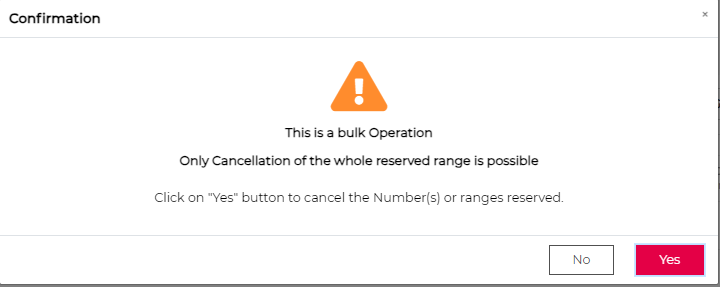 Confirmation
×
This is a bulk Operation
Only Cancellation of the whole reserved range is possible
Click on "Yes" button to cancel the Number(s) or ranges reserved.
No
Yes